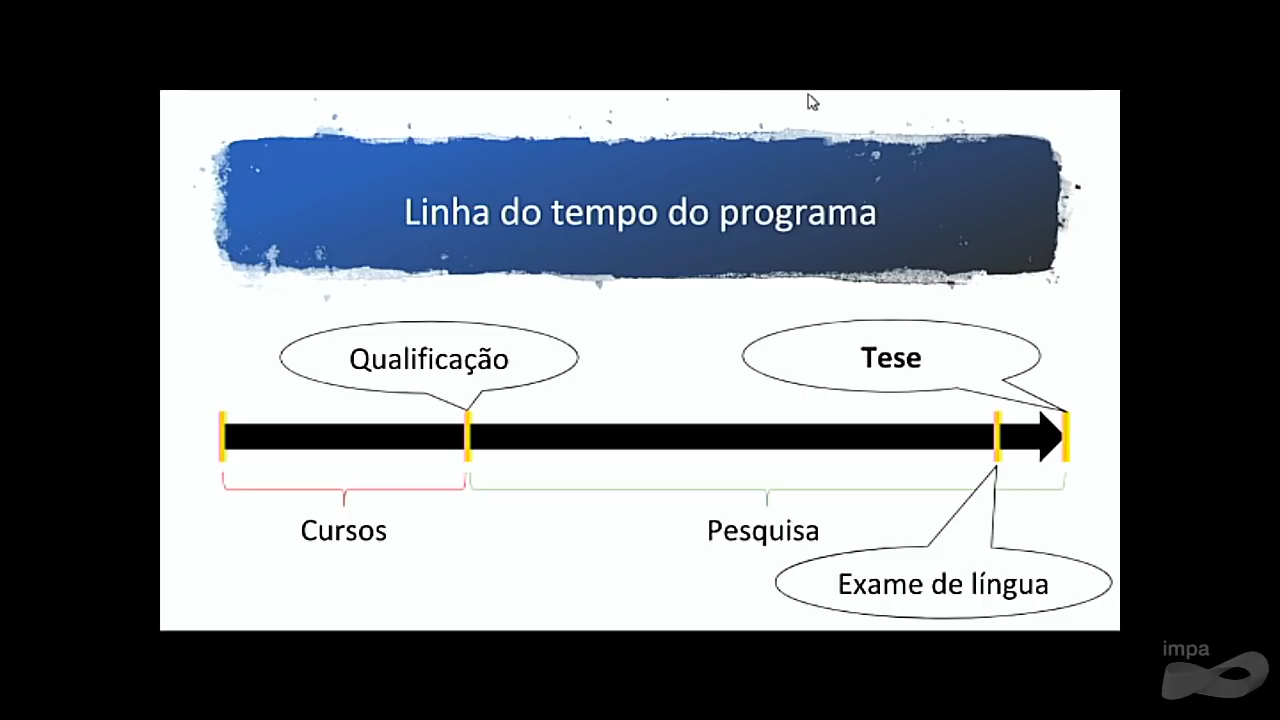 Linha do tempo do programa
Qualificação
Tese
Cursos
Pesquisa
Exame de língua
impa